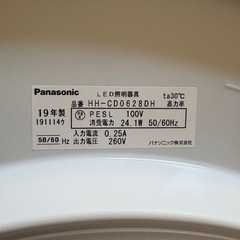 Panasonic
LED照明器具
ta30℃
品番 HH-CD0628DH 高力率
19年製
191114ケ
PESL 100V
消費電力 24.1W 50/60Hz
50/60 Hz
入力電流 0.25A
出力電圧 260V
パナソニック株式会社